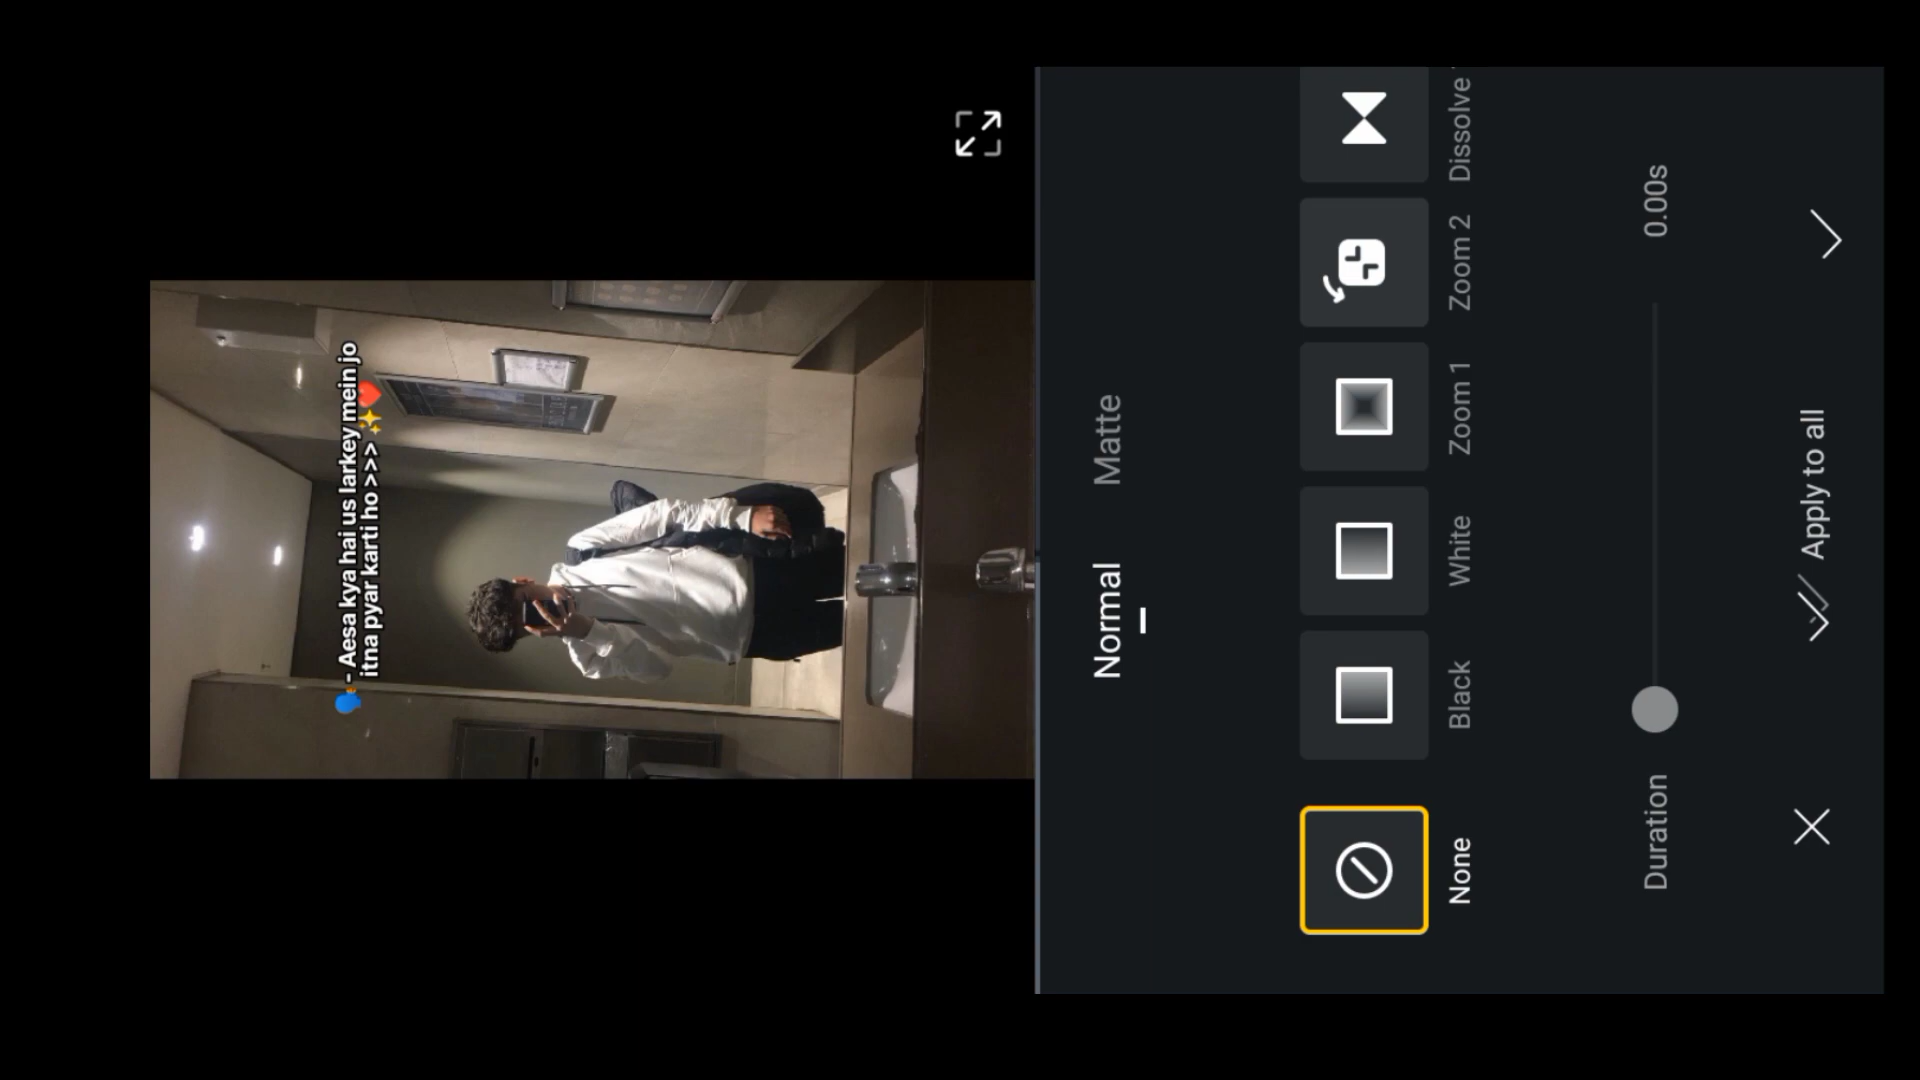 🗣️- Aesa kya hai us larkey mein jo
itna pyar karti ho >>> ✨❤️
Normal
Matte
None
Black
White
Zoom 1
Zoom 2
Dissolve
Duration
0.00s
Apply to all